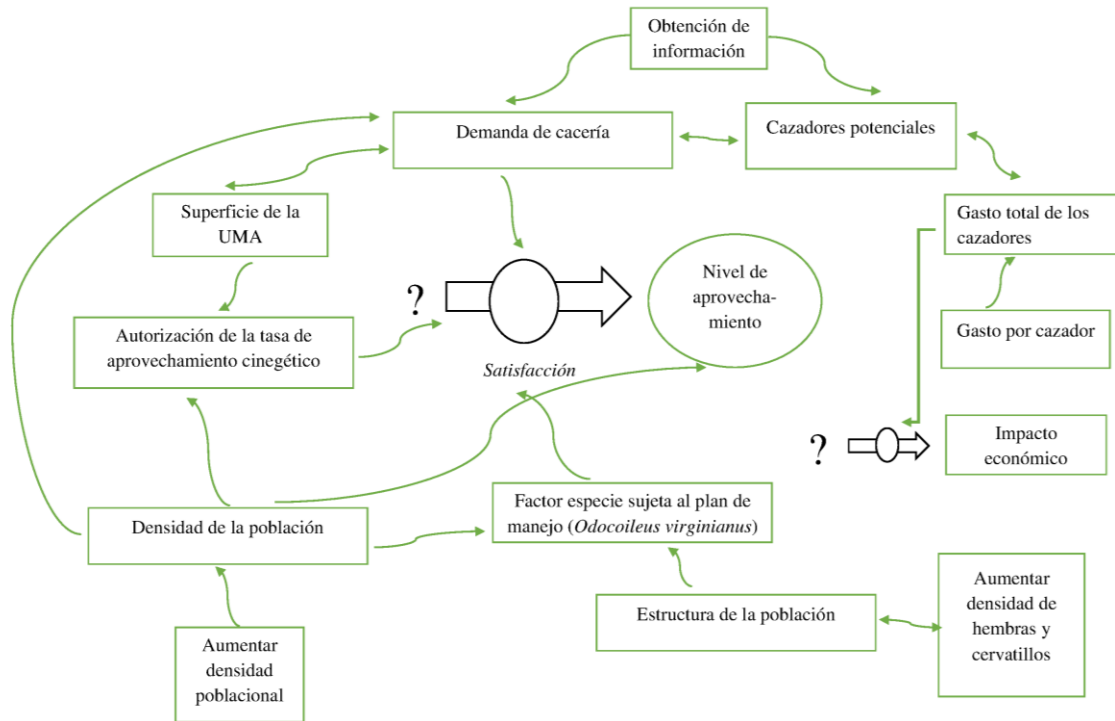 Obtención de
información
Demanda de cacería
Cazadores potenciales
Superficie de la
UMA
Gasto total de los
cazadores
Nivel de
aprovecha-
miento
?
Autorización de la tasa de
aprovechamiento cinegético
Gasto por cazador
Satisfacción
?
Impacto
económico
Factor especie sujeta al plan de
manejo (Odocoileus virginianus)
Densidad de la población
Estructura de la población
Aumentar
densidad de
hembras y
cervatillos
Aumentar
densidad
poblacional